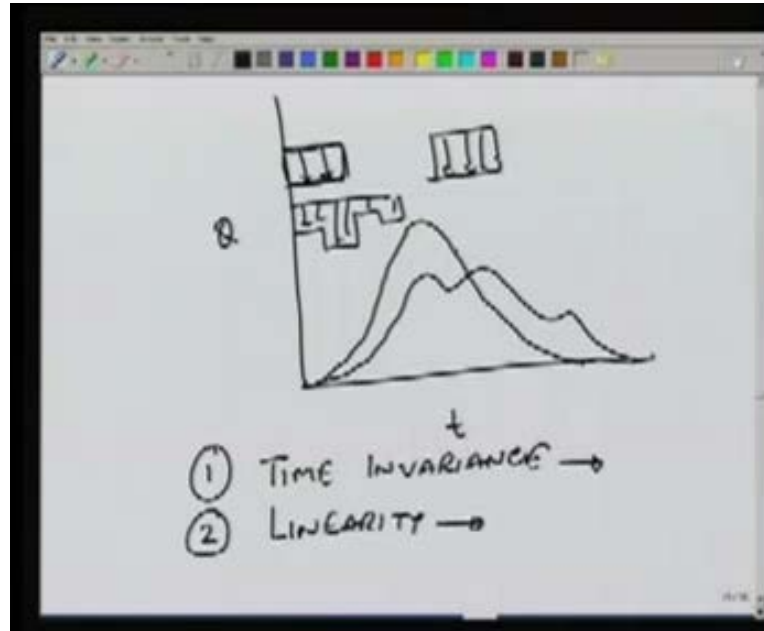 Q
t
① TIME INVARIANCE →
② LINEARITY →